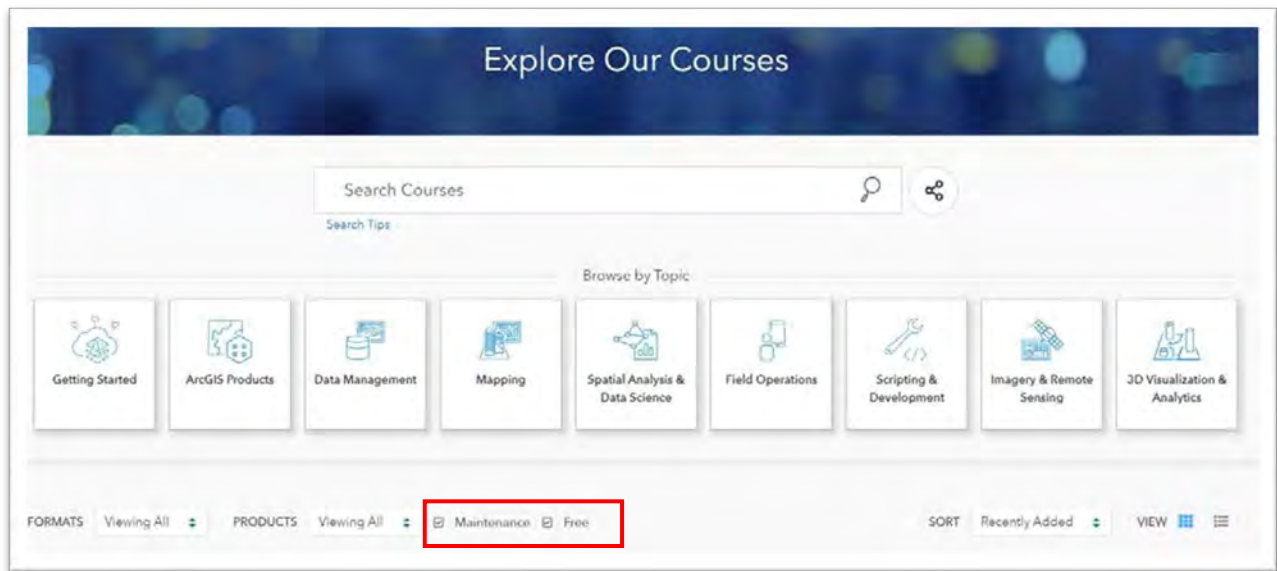 Explore Our Courses
Search Courses
Search Tips
Browse by Topic
Getting Started
ArcGIS Products
Data Management
Mapping
Spatial Analysis &
Data Science
Field Operations
Scripting &
Development
Imagery & Remote
Sensing
3D Visualization &
Analytics
FORMATS Viewing All PRODUCTS Viewing All Maintenance Free SORT Recently Added VIEW